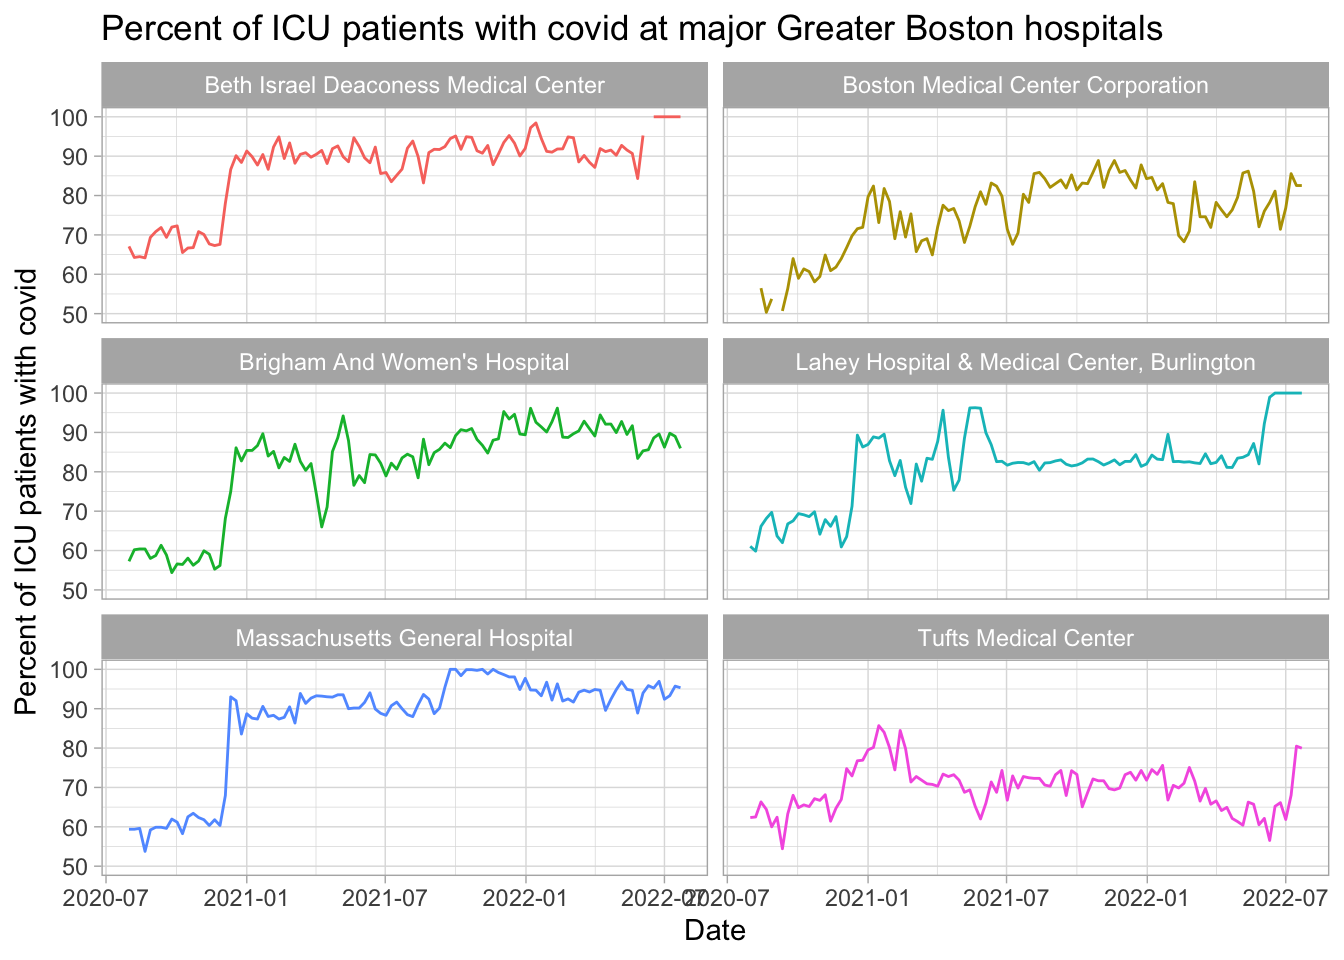 Percent of ICU patients with covid at major Greater Boston hospitals
Beth Israel Deaconess Medical Center
Boston Medical Center Corporation
100
90
80
70
60
50
Brigham And Women's Hospital
Lahey Hospital & Medical Center, Burlington
100
90
80
70
60
50
Massachusetts General Hospital
Tufts Medical Center
100
90
80
70
60
50
Percent of ICU patients witth covid
2020-07 2021-01 2021-07 2022-01 2022-07
2020-07 2021-01 2021-07 2022-01 2022-07
Date